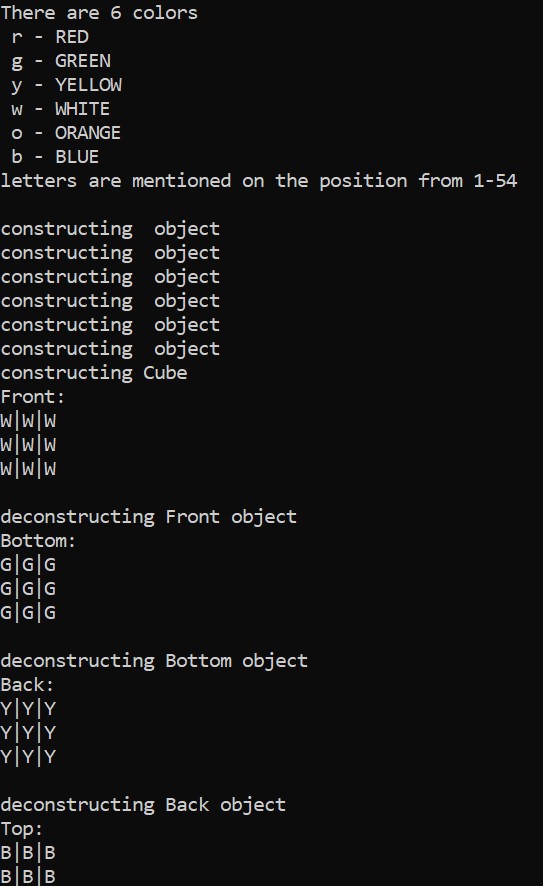 There are 6 colors
 r - RED
 g - GREEN
 y - YELLOW
 w - WHITE
 o - ORANGE
 b - BLUE
letters are mentioned on the position from 1-54

constructing  object
constructing  object
constructing  object
constructing  object
constructing  object
constructing  object
constructing Cube
Front:
W|W|W
W|W|W
W|W|W

deconstructing Front object
Bottom:
G|G|G
G|G|G
G|G|G

deconstructing Bottom object
Back:
Y|Y|Y
Y|Y|Y
Y|Y|Y

deconstructing Back object
Top:
B|B|B
B|B|B